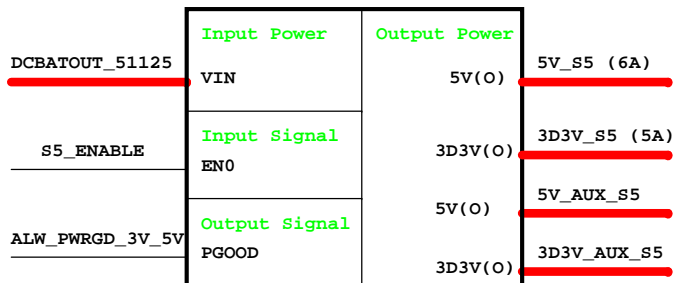 Input Power
Output Power
DCBATOUT_51125
VIN
5V(O)
5V_S5 (6A)
Input Signal
S5_ENABLE
EN0
3D3V(O)
3D3V_S5 (5A)
5V(O)
5V_AUX_S5
Output Signal
ALW_PWRGD_3V_5V
PGOOD
3D3V(O)
3D3V_AUX_S5